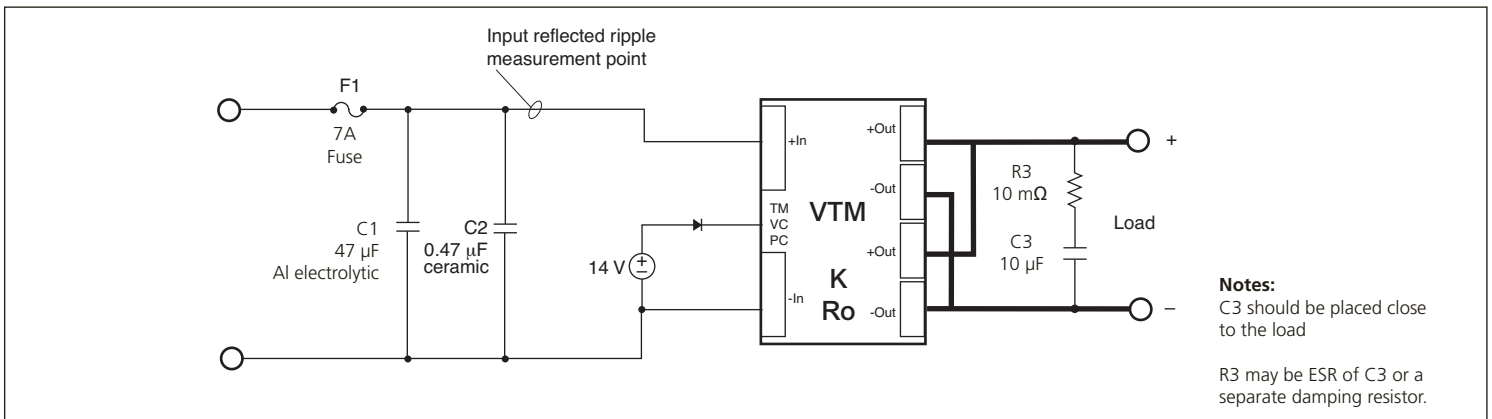 Input reflected ripple
measurement point
F1
7A
Fuse
C1
47 µF
Al electrolytic
C2
0.47 µF
ceramic
14 V
+In
TM
VC
PC
-In
VTM
K
Ro
+Out
-Out
+Out
-Out
R3
10 mΩ
C3
10 µF
Load
+
–
Notes:
C3 should be placed close
to the load
R3 may be ESR of C3 or a
separate damping resistor.